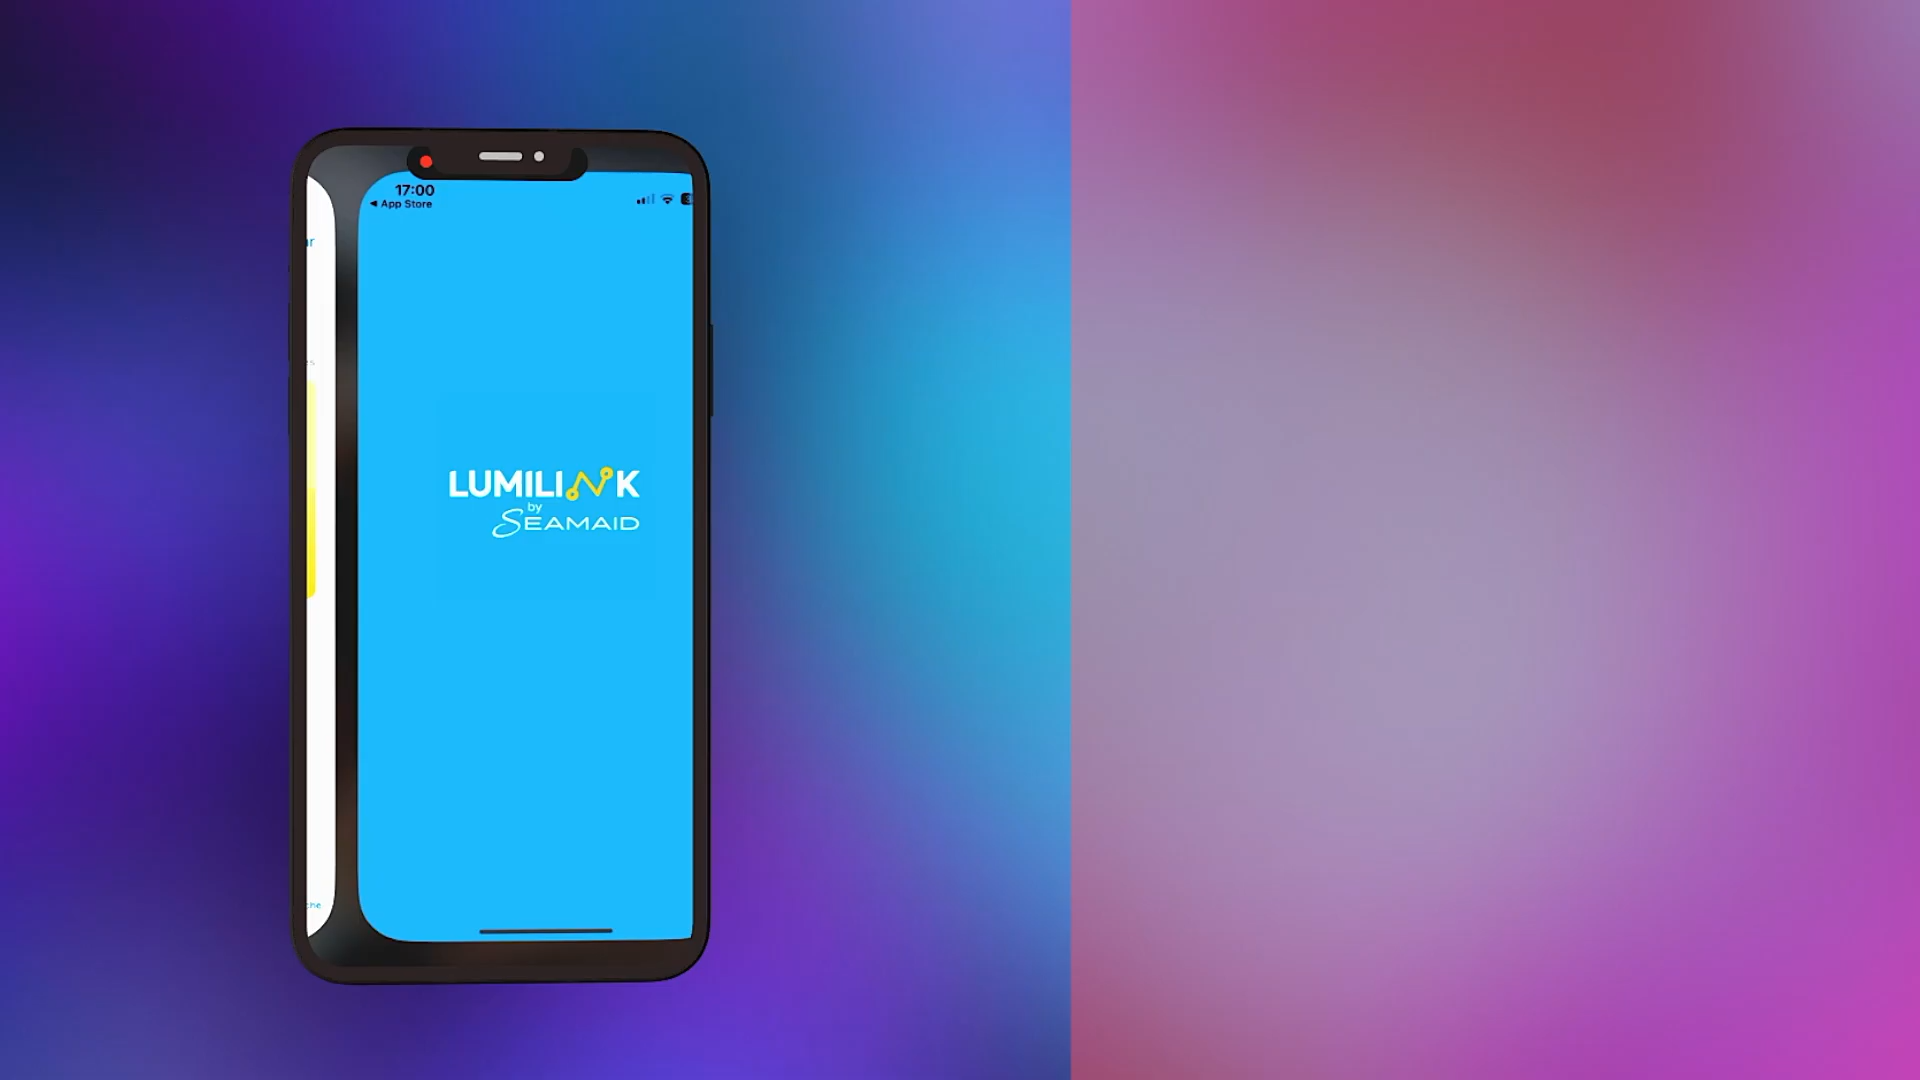 17:00
◀ App Store
LUMILINK
by
SEAMAID